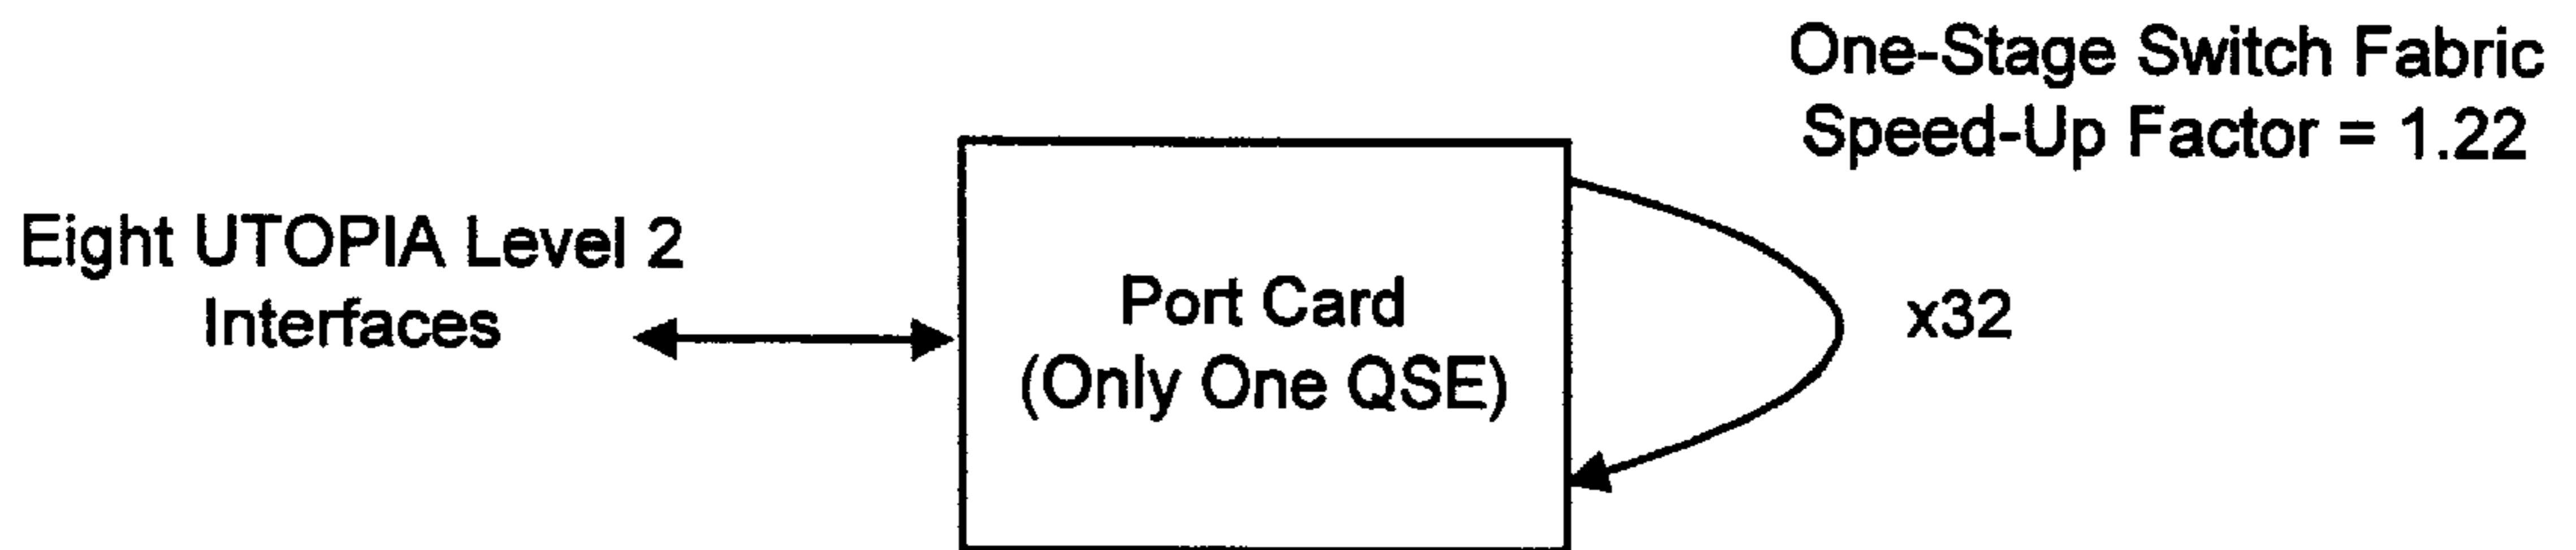 One-Stage Switch Fabric
Speed-Up Factor = 1.22
Eight UTOPIA Level 2
Interfaces
Port Card
(Only One QSE)
x32